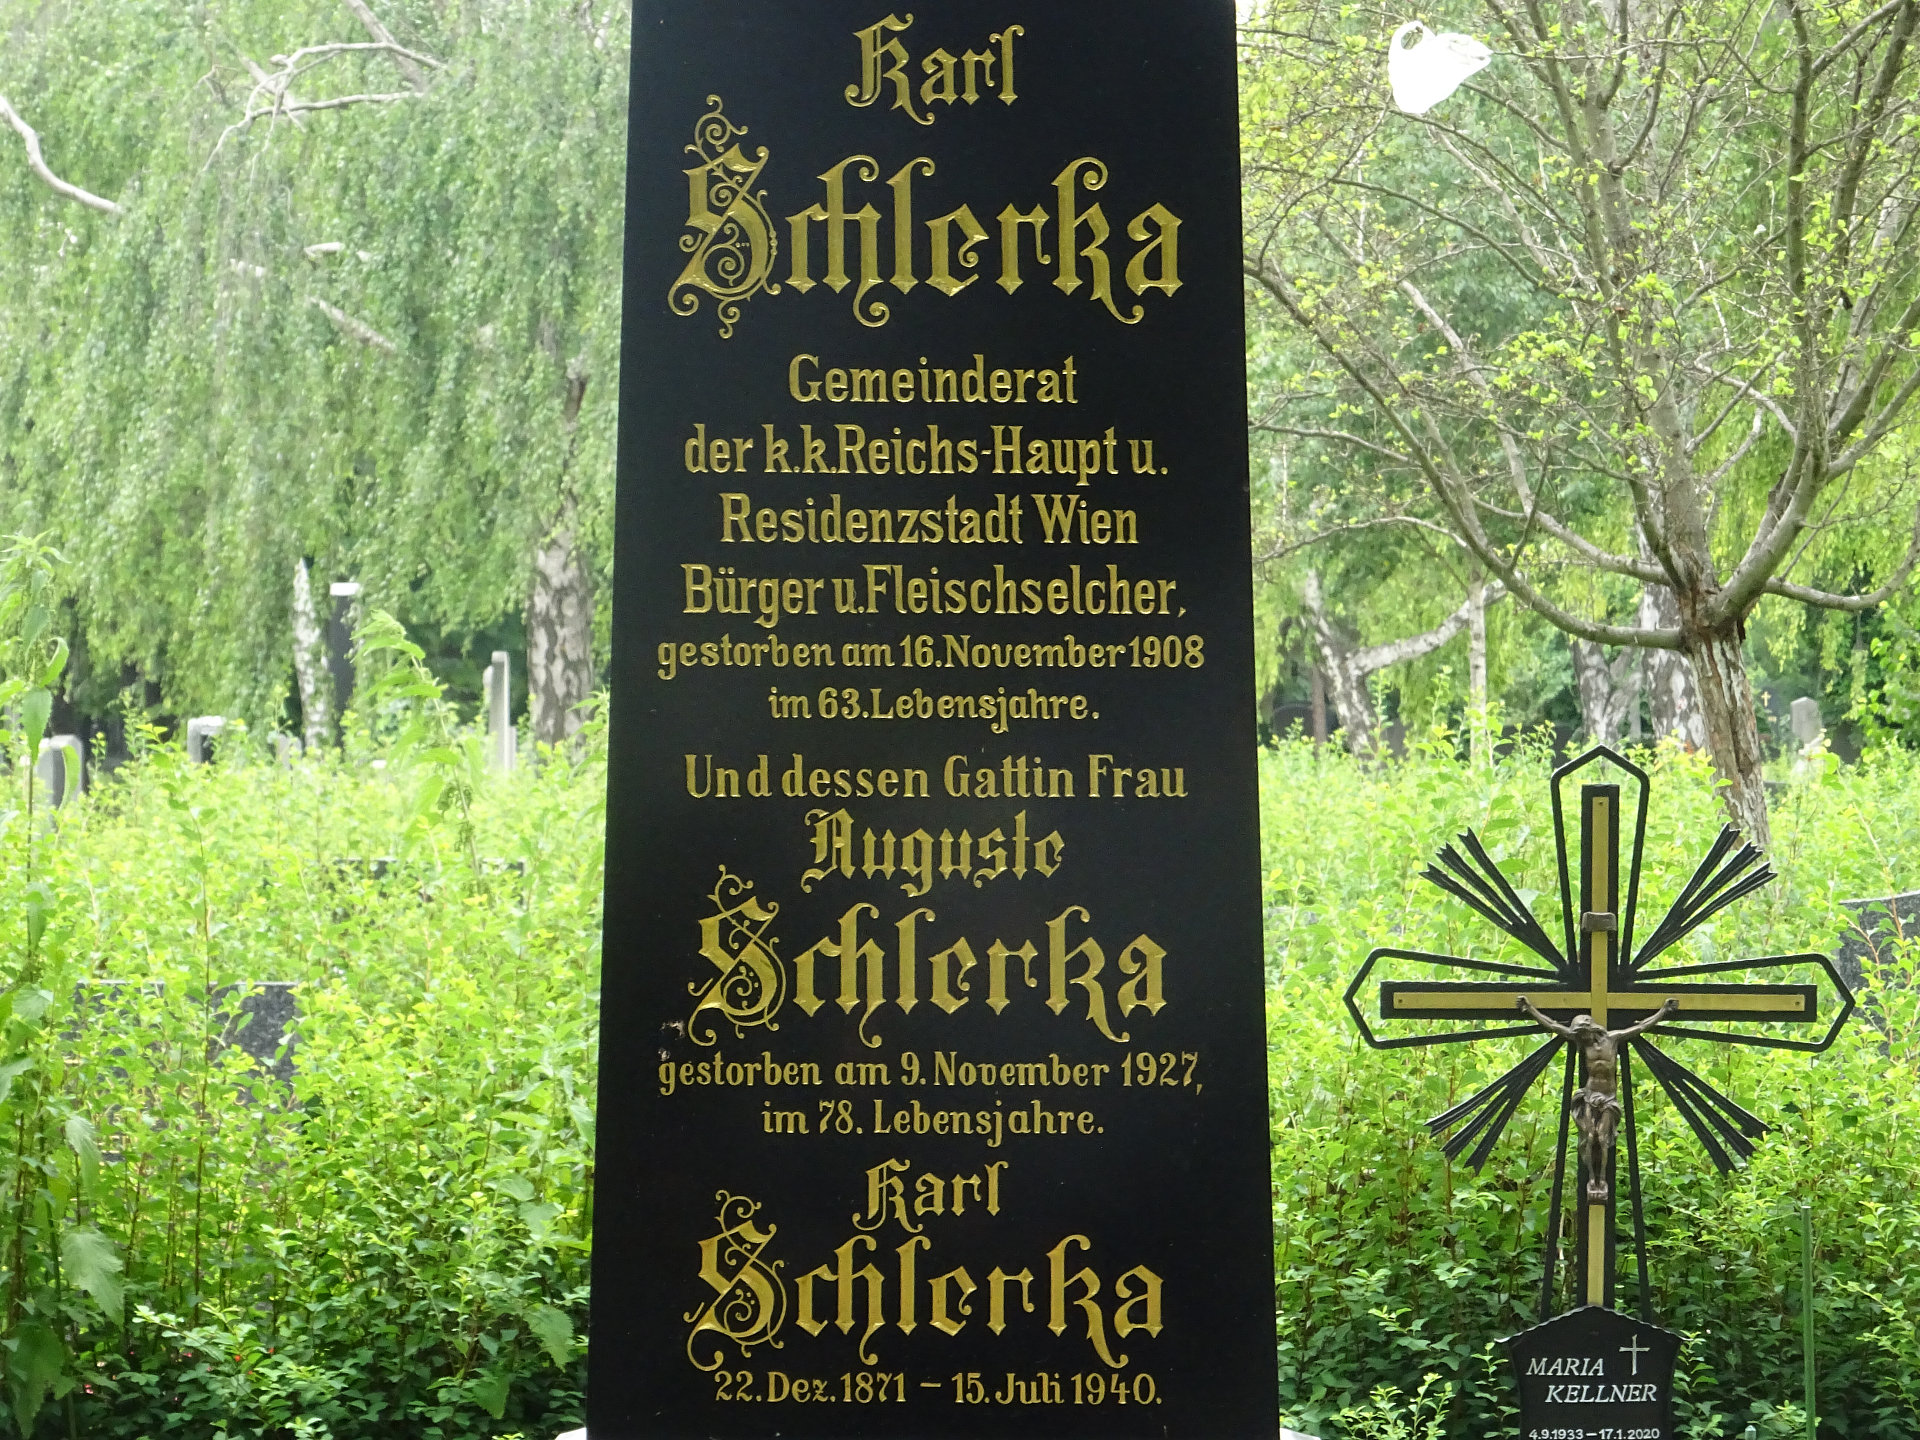 Karl
Schlerka
Gemeinderat
der k.k.Reichs-Haupt u.
Residenzstadt Wien
Bürger u.Fleischselcher,
gestorben am 16.November 1908
im 63.Lebensjahre.
Und dessen Gattin Frau
Auguste
Schlerka
gestorben am 9. November 1927,
im 78. Lebensjahre.
Karl
Schlerka
22.Dez.1871 – 15.Juli 1940.
MARIA
KELLNER
4.9.1933–17.1.2020